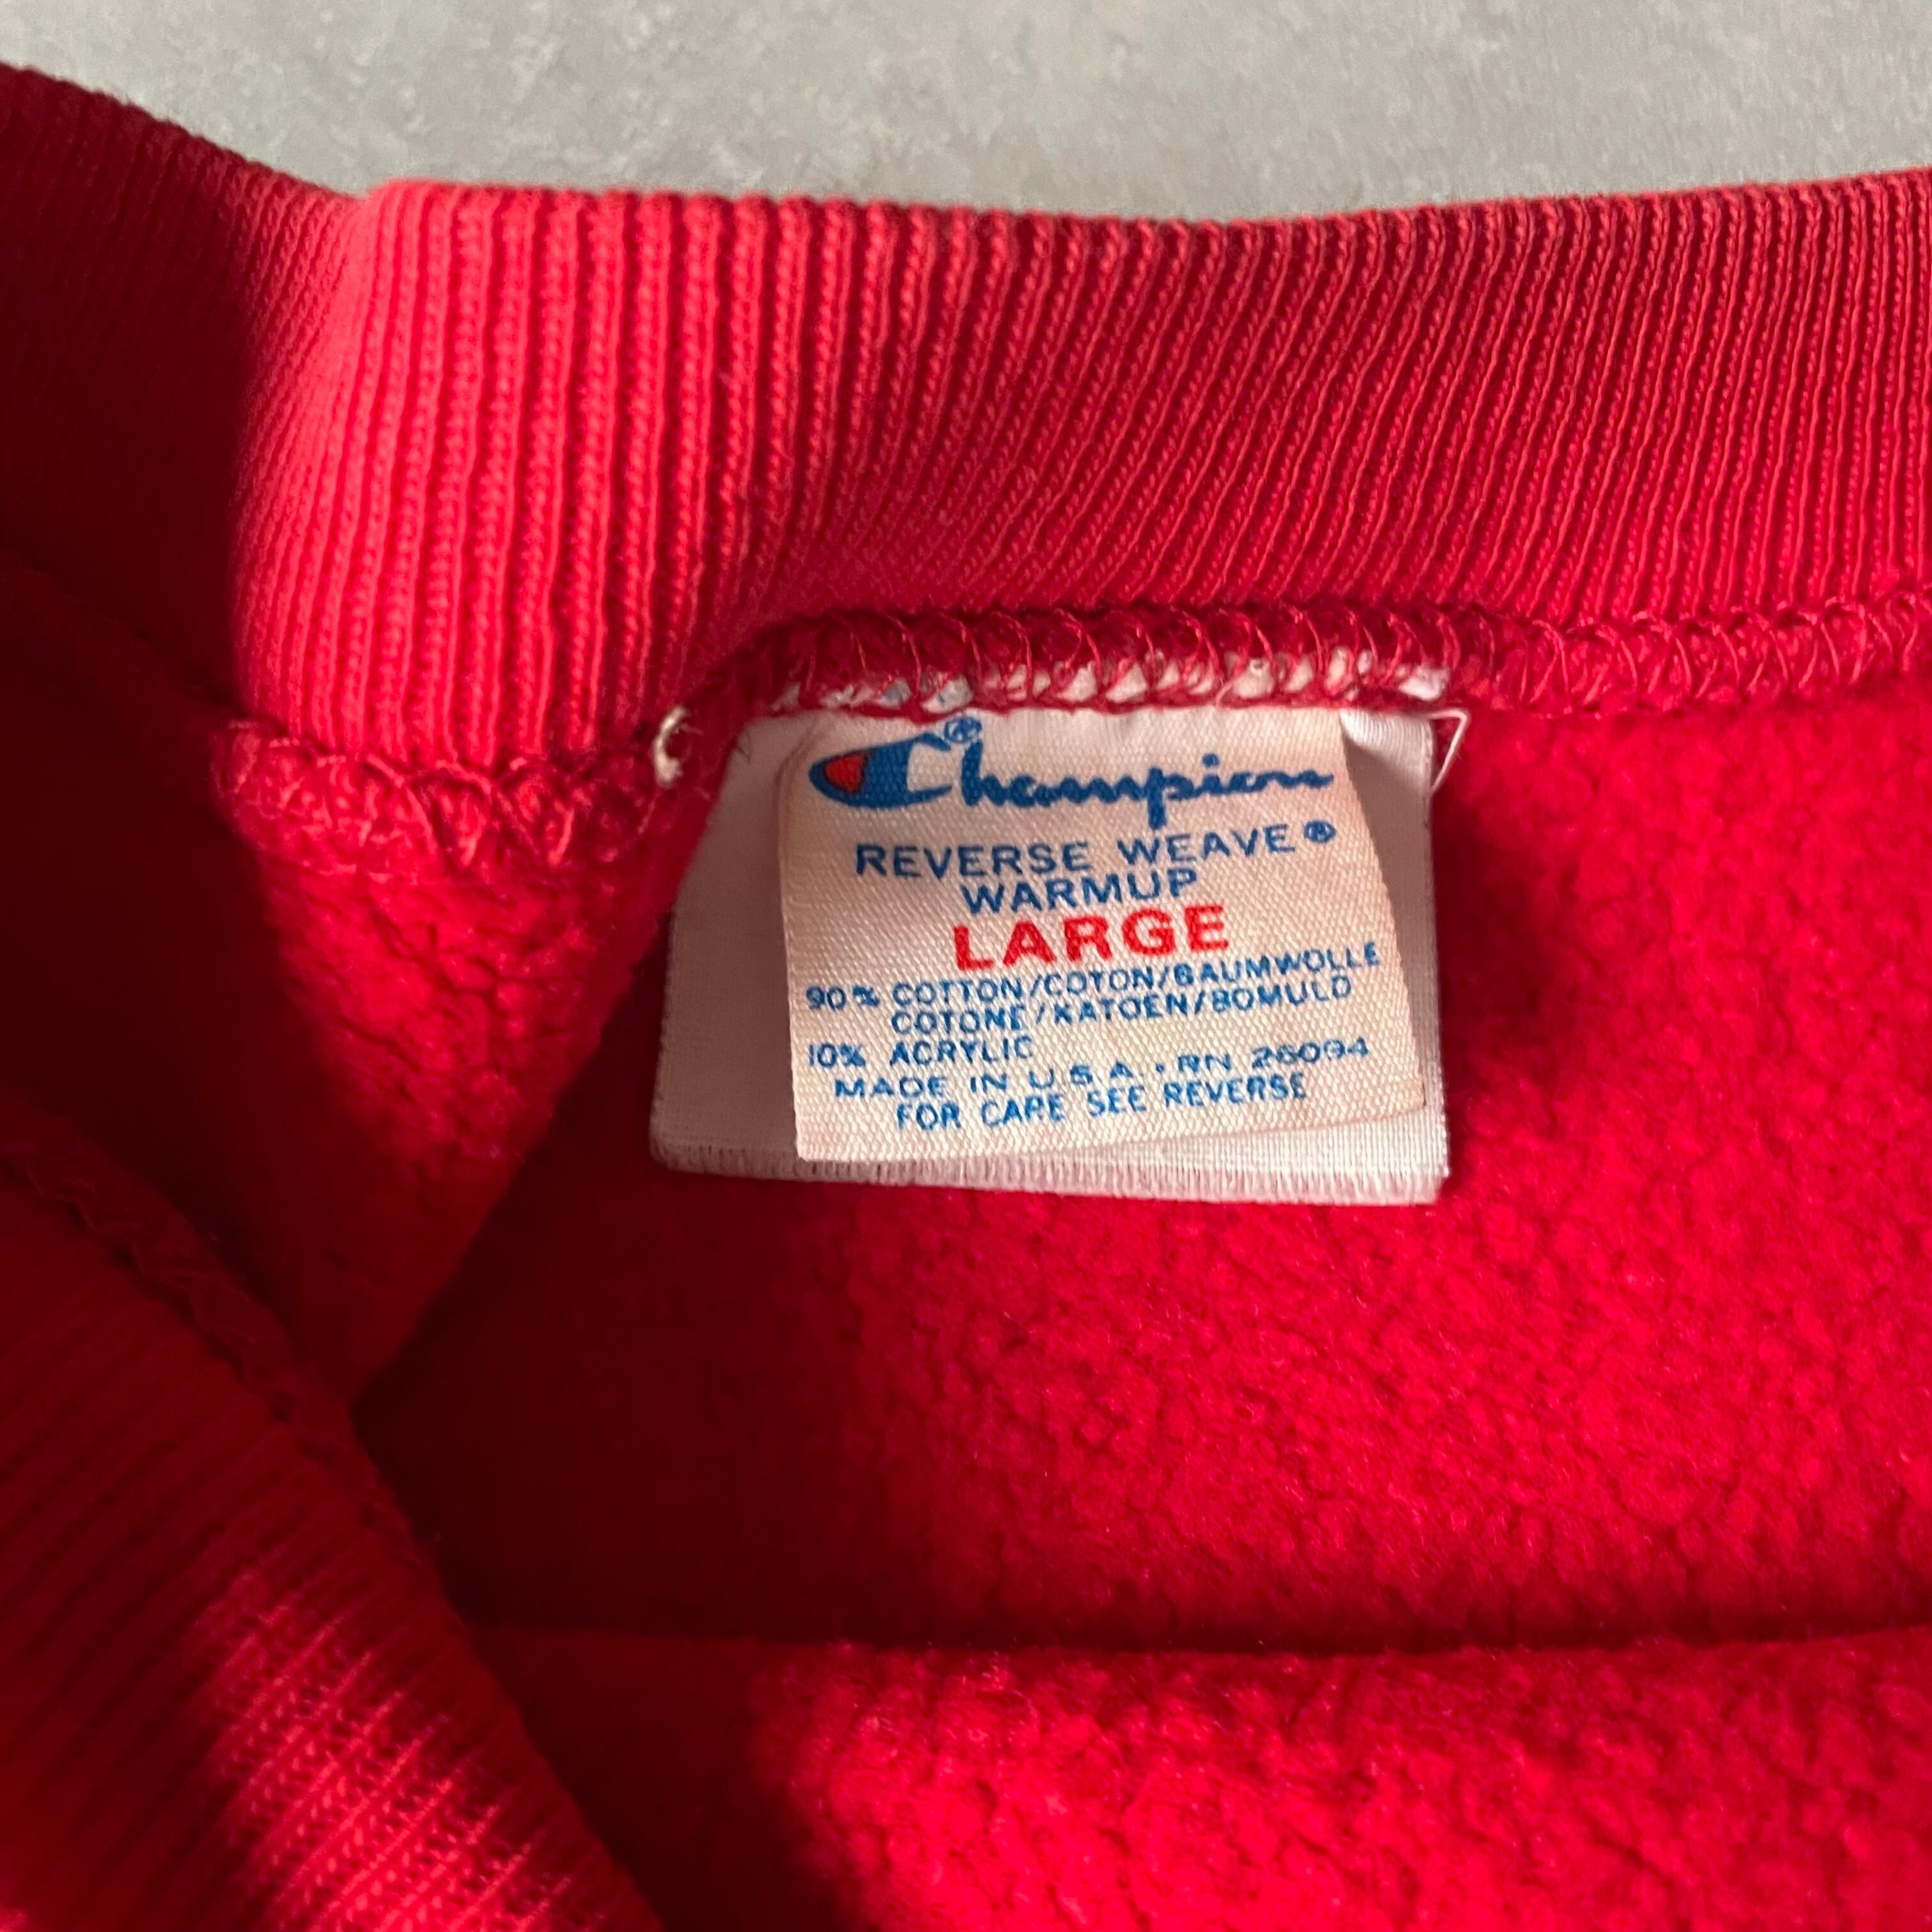 Champion®
REVERSE WEAVE®
WARMUP
LARGE
90% COTTON/COTON/BAUMWOLLE
COTONE/KATOEN/BOMULD
10% ACRYLIC
MADE IN U.S.A. • RN 26094
FOR CARE SEE REVERSE